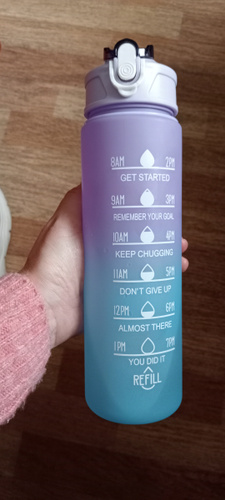 8AM 2PM
GET STARTED
9AM 3PM
REMEMBER YOUR GOAL
10AM 4PM
KEEP CHUGGING
11AM 5PM
DON'T GIVE UP
12PM 6PM
ALMOST THERE
1PM 7PM
YOU DID IT
REFILL